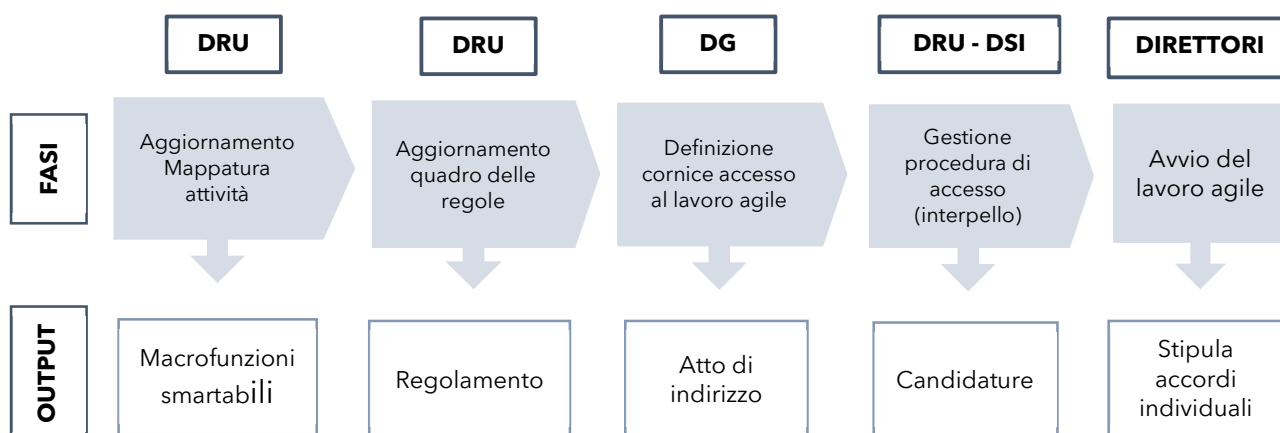 DRU
DRU
DG
DRU - DSI
DIRETTORI
FASI
Aggiornamento
Mappatura
attività
Aggiornamento
quadro delle
regole
Definizione
cornice accesso
al lavoro agile
Gestione
procedura di
accesso
(interpello)
Avvio del
lavoro agile
OUTPUT
Macrofunzioni
smartabili
Regolamento
Atto di
indirizzo
Candidature
Stipula
accordi
individuali